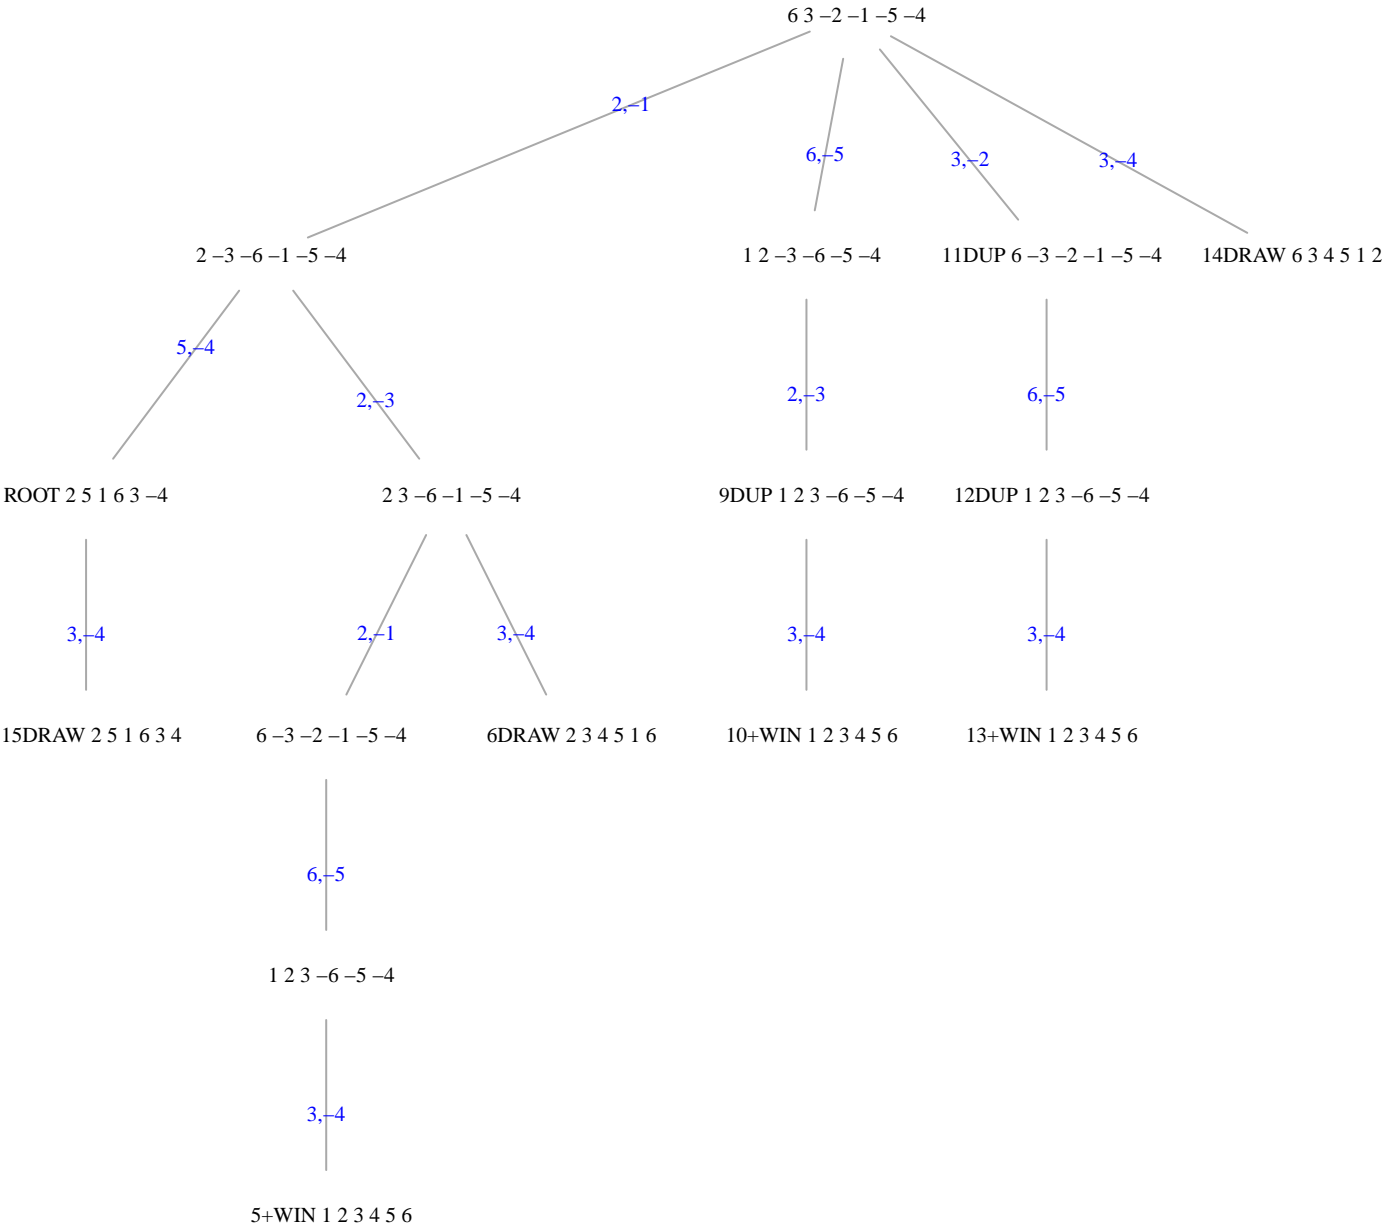 6 3 –2 –1 –5 –4
2,–1
6,–5
3,–2
3,–4
2 –3 –6 –1 –5 –4
1 2 –3 –6 –5 –4
11DUP 6 –3 –2 –1 –5 –4
14DRAW 6 3 4 5 1 2
5,–4
2,–3
2,–3
6,–5
ROOT 2 5 1 6 3 –4
2 3 –6 –1 –5 –4
9DUP 1 2 3 –6 –5 –4
12DUP 1 2 3 –6 –5 –4
3,–4
2,–1
3,–4
3,–4
3,–4
15DRAW 2 5 1 6 3 4
6 –3 –2 –1 –5 –4
6DRAW 2 3 4 5 1 6
10+WIN 1 2 3 4 5 6
13+WIN 1 2 3 4 5 6
6,–5
1 2 3 –6 –5 –4
3,–4
5+WIN 1 2 3 4 5 6